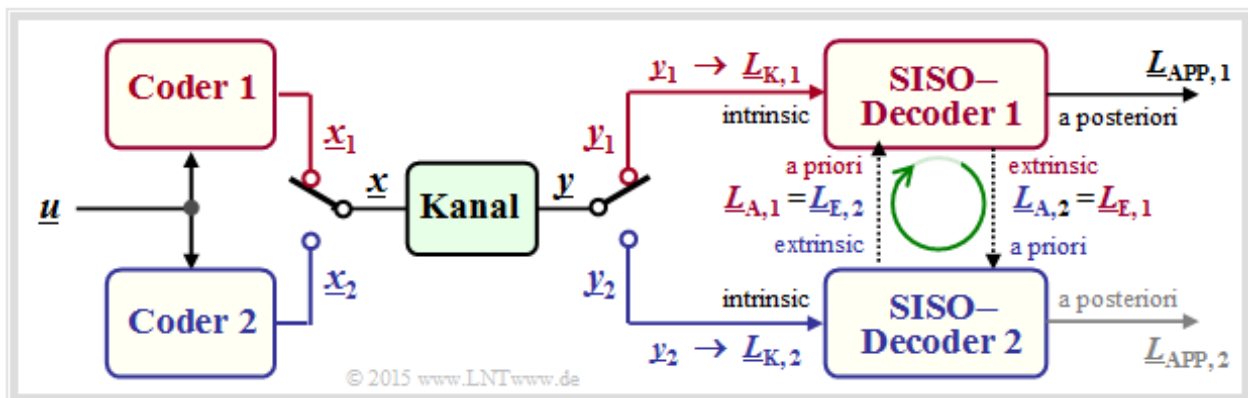 Coder 1
u
Coder 2
x1
x2
x
Kanal
y
y1
y2
y1 → LK, 1
intrinsic
SISO–
Decoder 1
LAPP, 1
a posteriori
a priori
LA, 1 = LE, 2
extrinsic
extrinsic
LA, 2 = LE, 1
a priori
intrinsic
y2 → LK, 2
SISO–
Decoder 2
a posteriori
LAPP, 2
© 2015 www.LNTwww.de